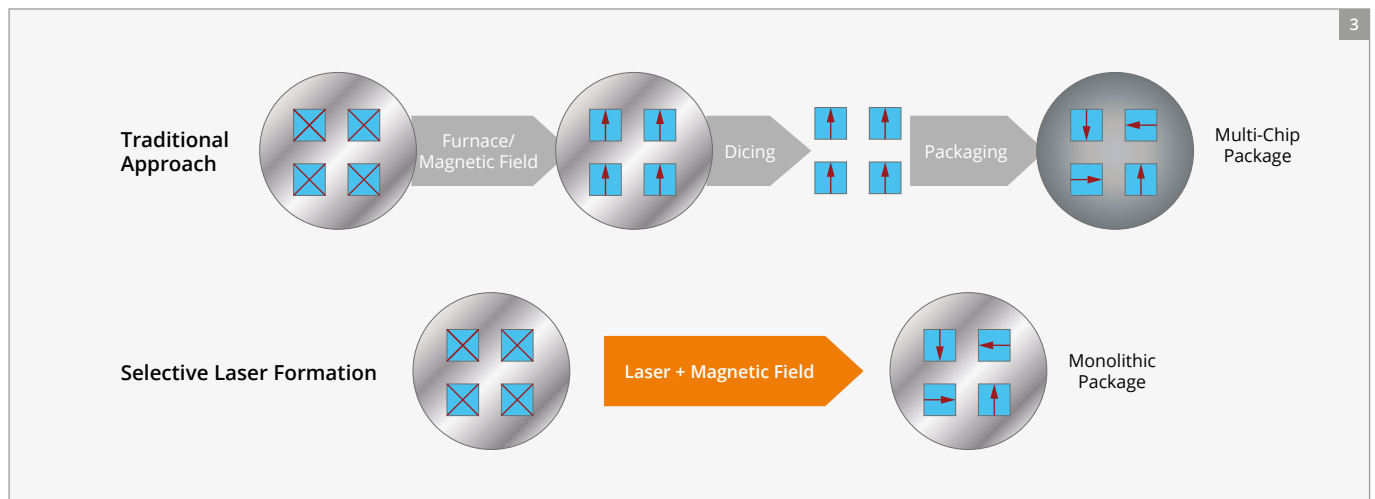 3
Traditional
Approach
Furnace/
Magnetic Field
Dicing
Packaging
Multi-Chip
Package
Selective Laser Formation
Laser + Magnetic Field
Monolithic
Package